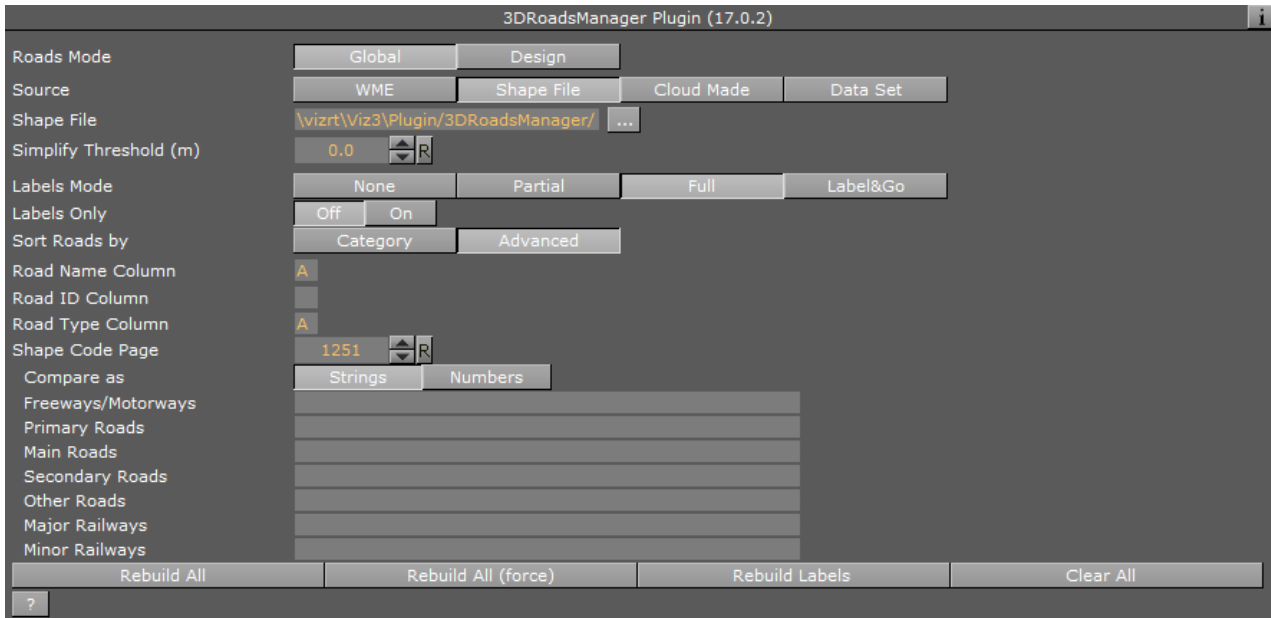 3DRoadsManager Plugin (17.0.2) i
Roads Mode Global Design
Source WME Shape File Cloud Made Data Set
Shape File \vizrt\Viz3\Plugin/3DRoadsManager/ ...
Simplify Threshold (m) 0.0 R
Labels Mode None Partial Full Label&Go
Labels Only Off On
Sort Roads by Category Advanced
Road Name Column A
Road ID Column
Road Type Column A
Shape Code Page 1251 R
Compare as Strings Numbers
Freeways/Motorways
Primary Roads
Main Roads
Secondary Roads
Other Roads
Major Railways
Minor Railways
Rebuild All Rebuild All (force) Rebuild Labels Clear All
?